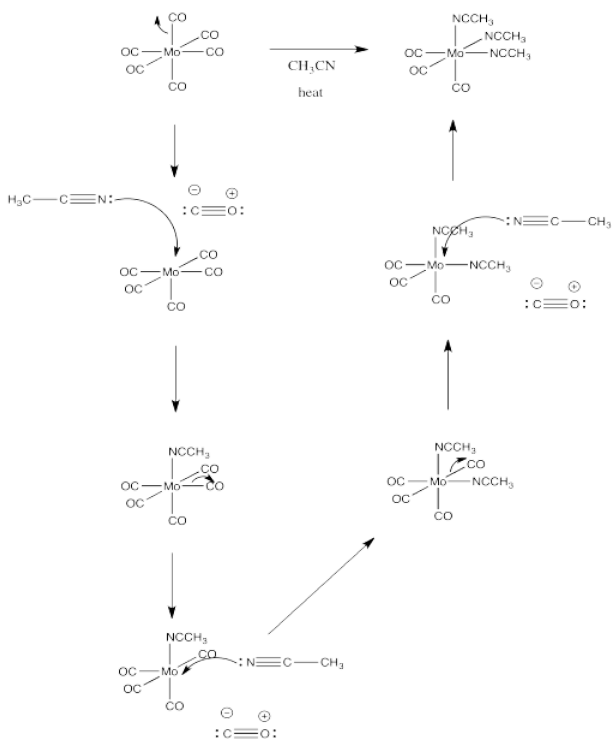 CO
OC Mo CO
OC CO
CO
CH₃CN
heat
NCCH₃
NCCH₃
OC Mo NCCH₃
OC
CO
H₃C C N:
⊖ ⊕
:C≡O:
CO
OC Mo CO
OC
CO
NCCH₃
OC Mo NCCH₃
OC
CO
:N C CH₃
⊖ ⊕
:C≡O:
NCCH₃
CO
OC Mo CO
OC
CO
NCCH₃
CO
OC Mo NCCH₃
OC
CO
NCCH₃
CO
OC Mo
OC
CO
:N C CH₃
⊖ ⊕
:C≡O: